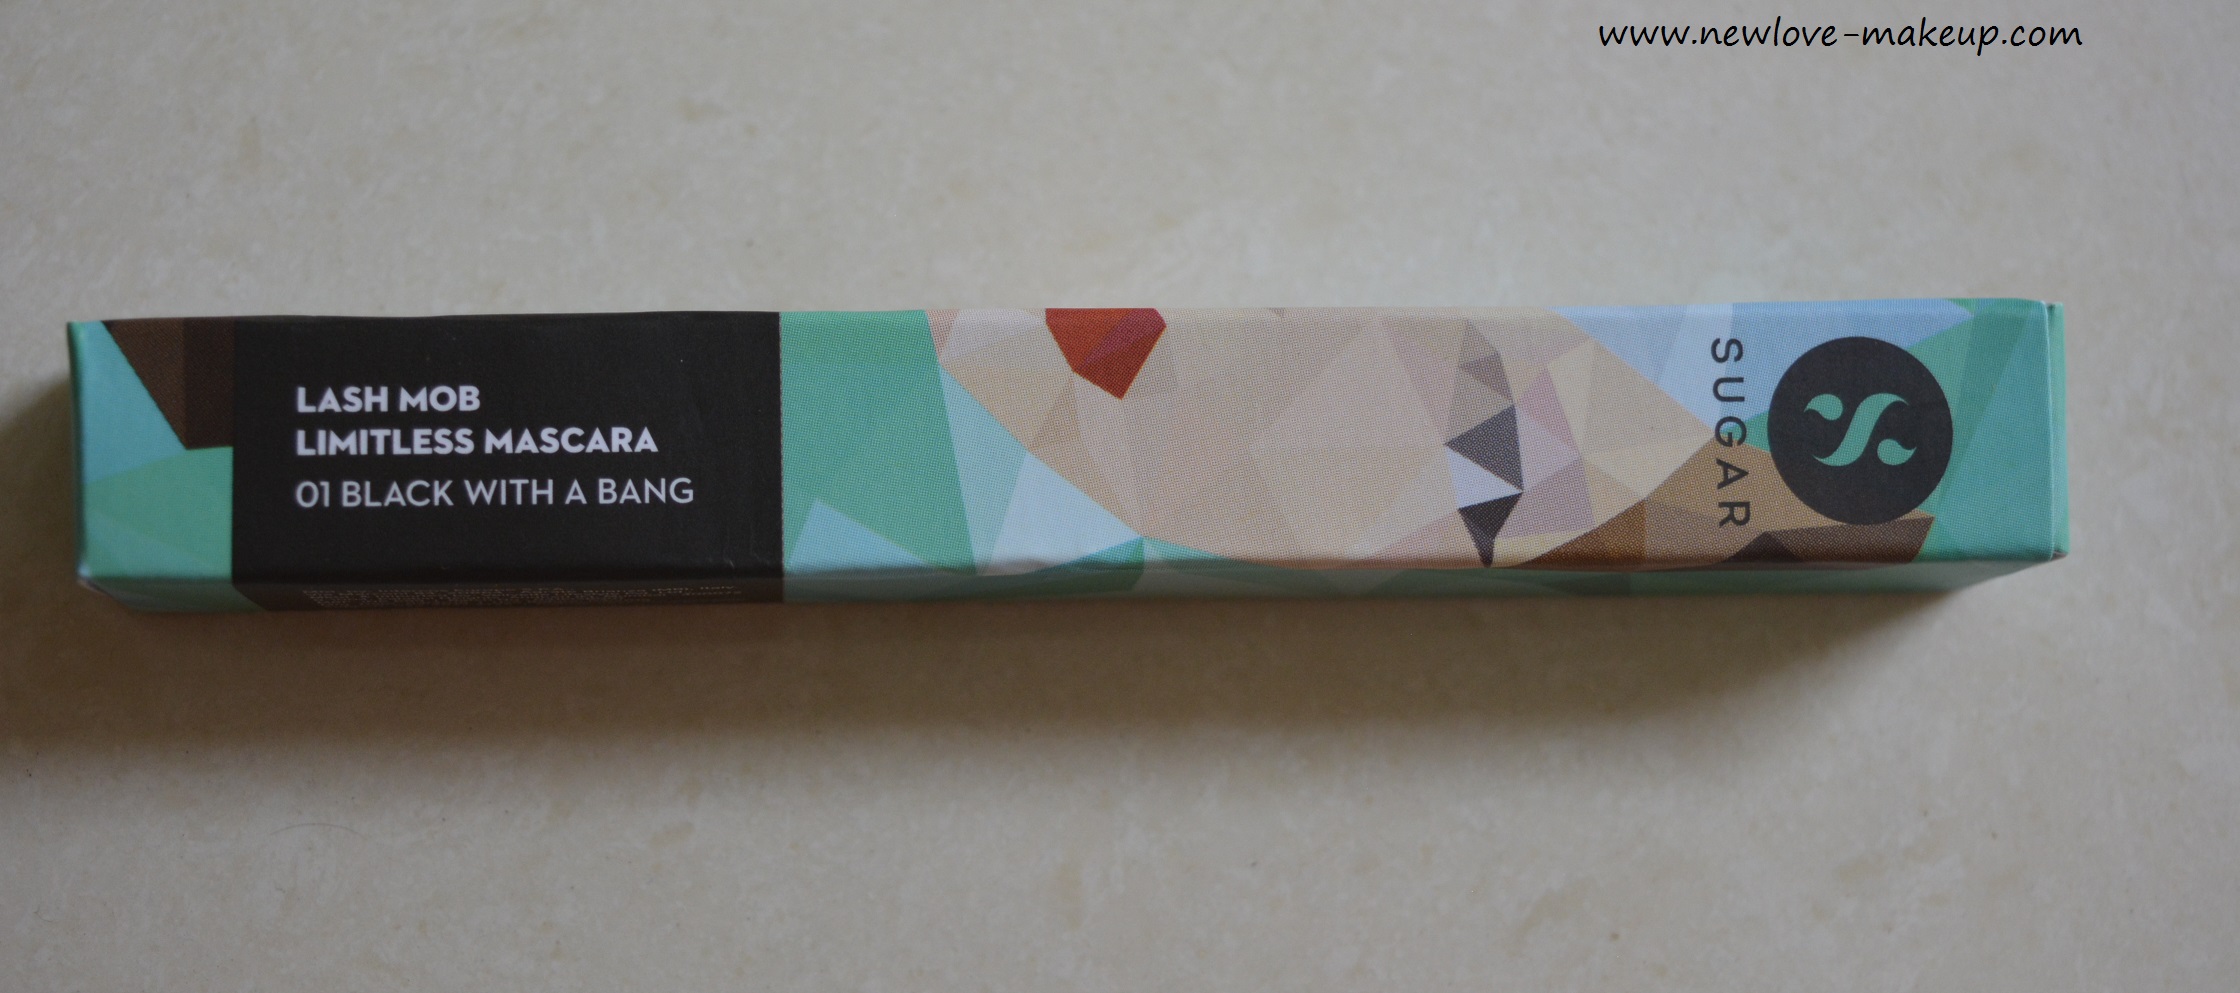 www.newlove-makeup.com
LASH MOB
LIMITLESS MASCARA
01 BLACK WITH A BANG
SUGAR